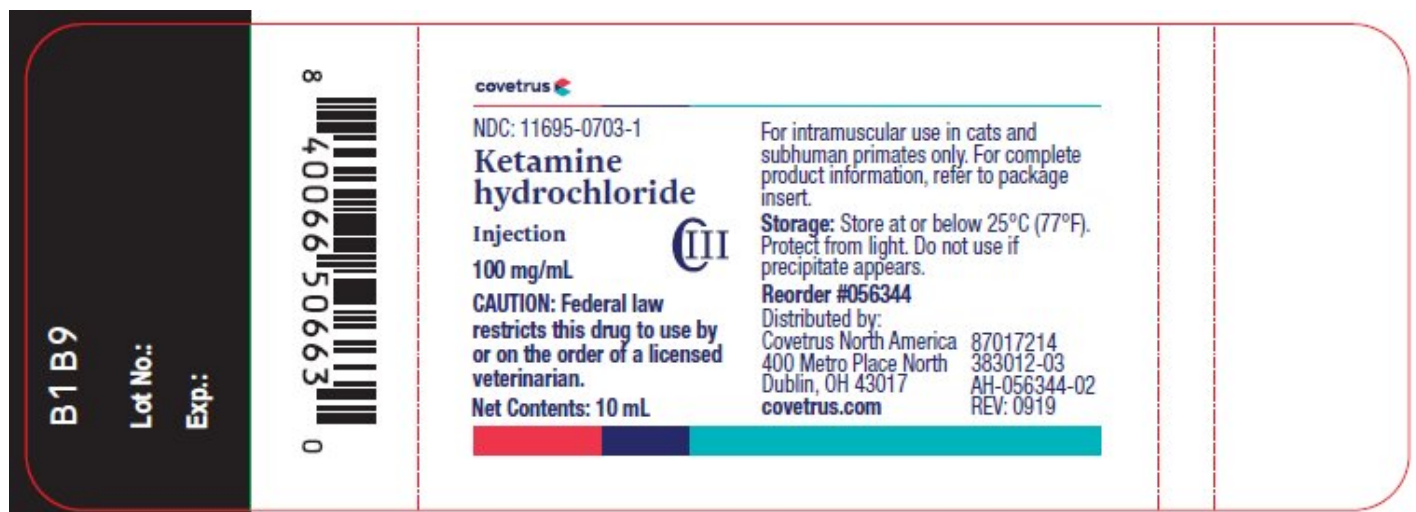 B1B9
Lot No.:
Exp.:
8 40066 50663 0
covetrus
NDC: 11695-0703-1
Ketamine
hydrochloride
Injection
CIII
100 mg/mL
CAUTION: Federal law
restricts this drug to use by
or on the order of a licensed
veterinarian.
Net Contents: 10 mL
For intramuscular use in cats and
subhuman primates only. For complete
product information, refer to package
insert.
Storage: Store at or below 25°C (77°F).
Protect from light. Do not use if
precipitate appears.
Reorder #056344
Distributed by:
Covetrus North America
400 Metro Place North
Dublin, OH 43017
covetrus.com
87017214
383012-03
AH-056344-02
REV: 0919